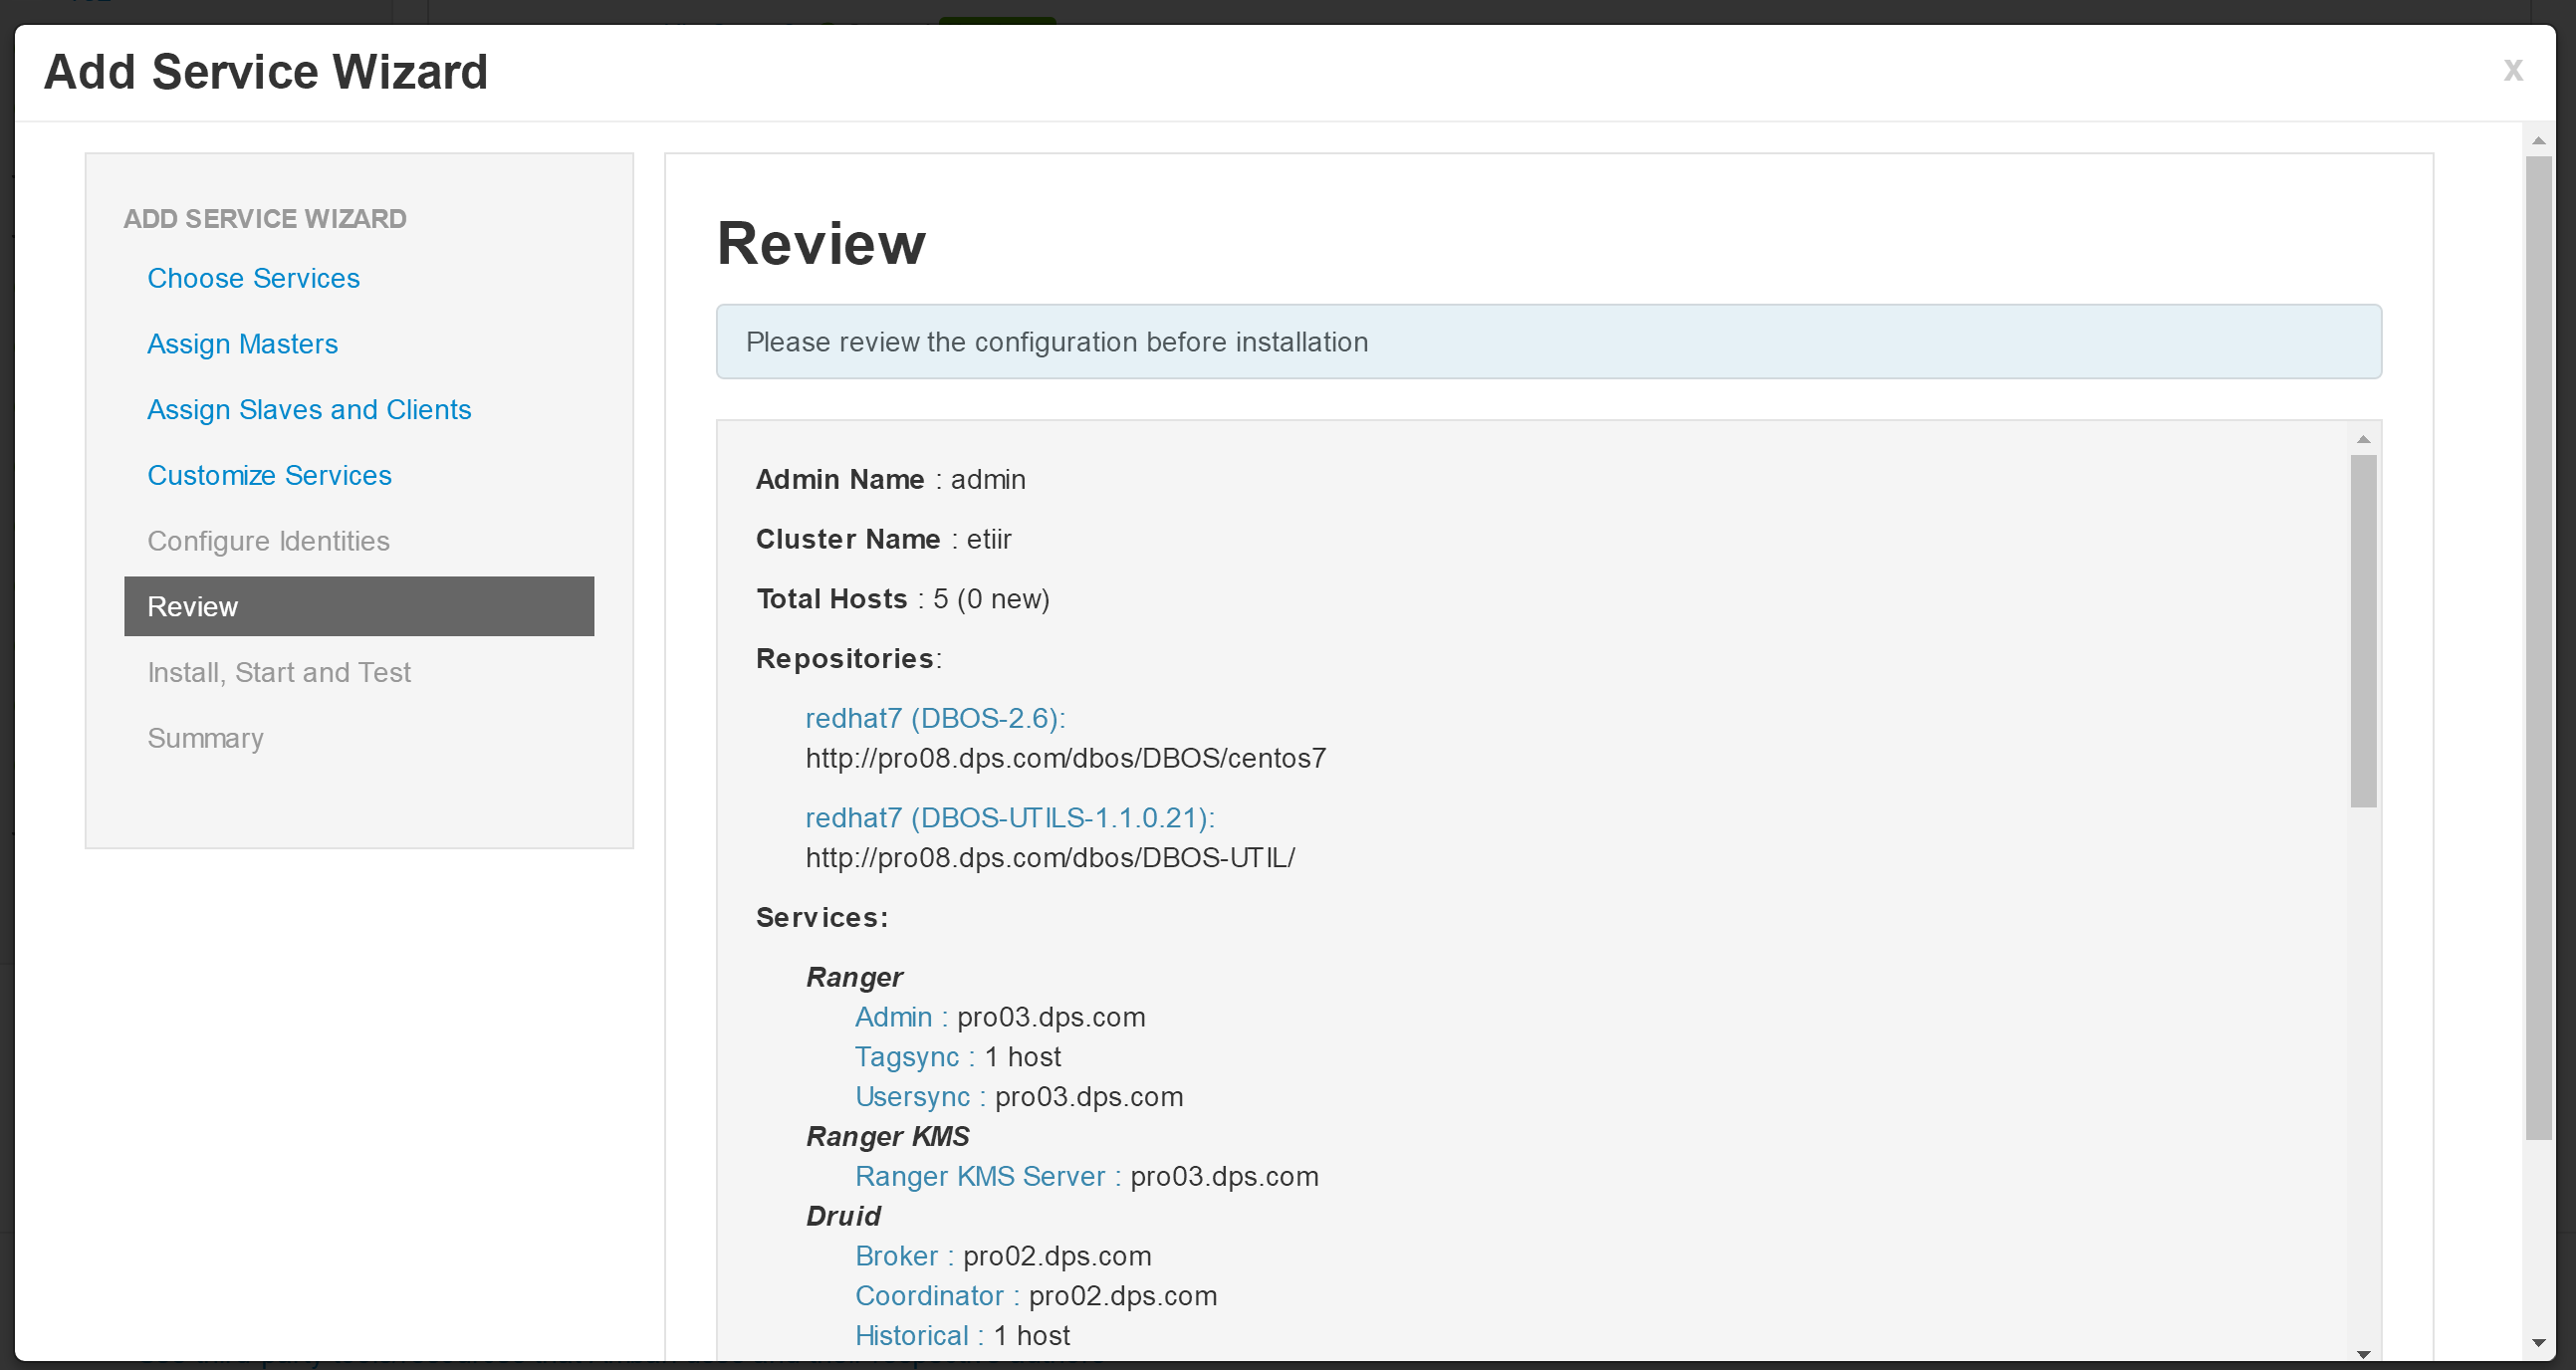 Add Service Wizard
x
ADD SERVICE WIZARD
Choose Services
Assign Masters
Assign Slaves and Clients
Customize Services
Configure Identities
Review
Install, Start and Test
Summary
Review
Please review the configuration before installation
Admin Name : admin
Cluster Name : etiir
Total Hosts : 5 (0 new)
Repositories:
redhat7 (DBOS-2.6):
http://pro08.dps.com/dbos/DBOS/centos7
redhat7 (DBOS-UTILS-1.1.0.21):
http://pro08.dps.com/dbos/DBOS-UTIL/
Services:
Ranger
Admin : pro03.dps.com
Tagsync : 1 host
Usersync : pro03.dps.com
Ranger KMS
Ranger KMS Server : pro03.dps.com
Druid
Broker : pro02.dps.com
Coordinator : pro02.dps.com
Historical : 1 host